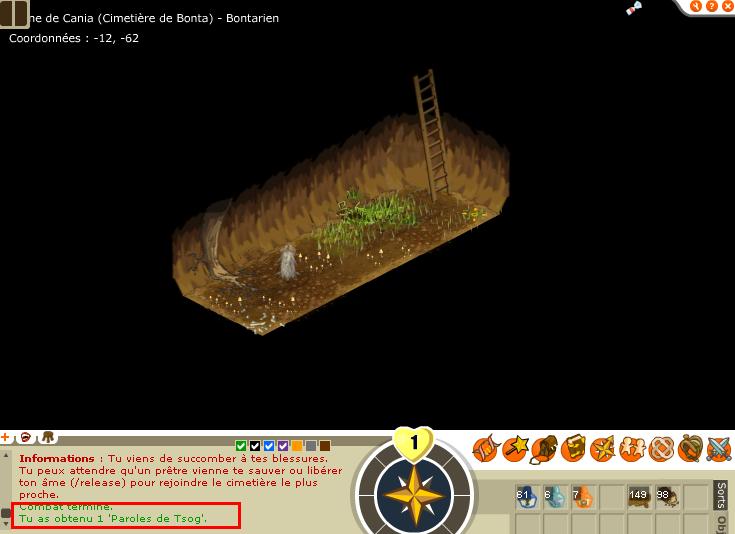 ne de Cania (Cimetière de Bonta) - Bontarien
Coordonnées : -12, -62
1
Informations : Tu viens de succomber à tes blessures.
Tu peux attendre qu'un prêtre vienne te sauver ou libérer
ton âme (/release) pour rejoindre le cimetière le plus
proche.
Combat terminé.
Tu as obtenu 1 'Paroles de Tsog'.
61 6 7 149 98
Sorts
Obj